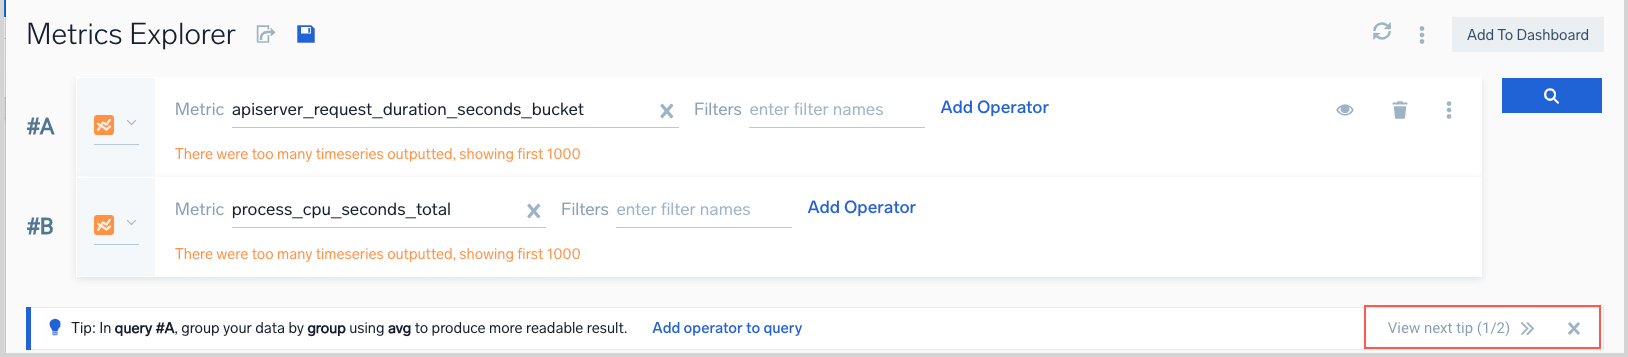 Metrics Explorer
Add To Dashboard
#A
Metric apiserver_request_duration_seconds_bucket Filters enter filter names Add Operator
There were too many timeseries outputted, showing first 1000
#B
Metric process_cpu_seconds_total Filters enter filter names Add Operator
There were too many timeseries outputted, showing first 1000
Tip: In query #A, group your data by group using avg to produce more readable result. Add operator to query View next tip (1/2)